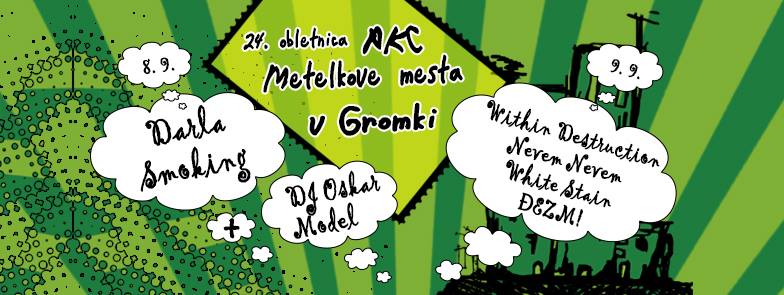 24. obletnica AKC
Metelkove mesta
v Gromki
8. 9.
Darla
Smoking
+
DJ Oskar
Model
9. 9.
Within Destruction
Nevem Nevem
White Stain
ĐEZM!